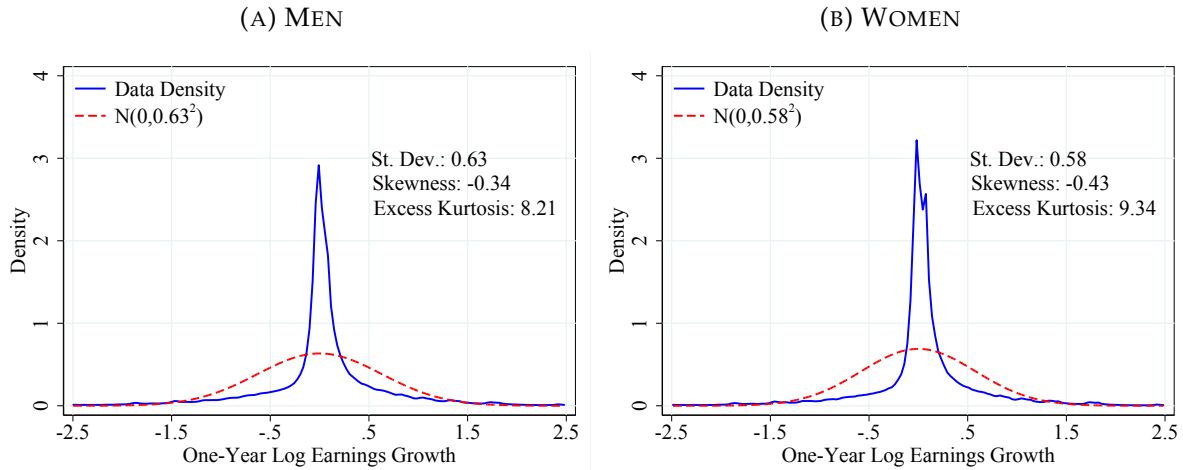 (A) MEN
(B) WOMEN
Density
4
3
2
1
0
Data Density
N(0,0.63²)
St. Dev.: 0.63
Skewness: -0.34
Excess Kurtosis: 8.21
-2.5 -1.5 -.5 .5 1.5 2.5
One-Year Log Earnings Growth
Density
4
3
2
1
0
Data Density
N(0,0.58²)
St. Dev.: 0.58
Skewness: -0.43
Excess Kurtosis: 9.34
-2.5 -1.5 -.5 .5 1.5 2.5
One-Year Log Earnings Growth